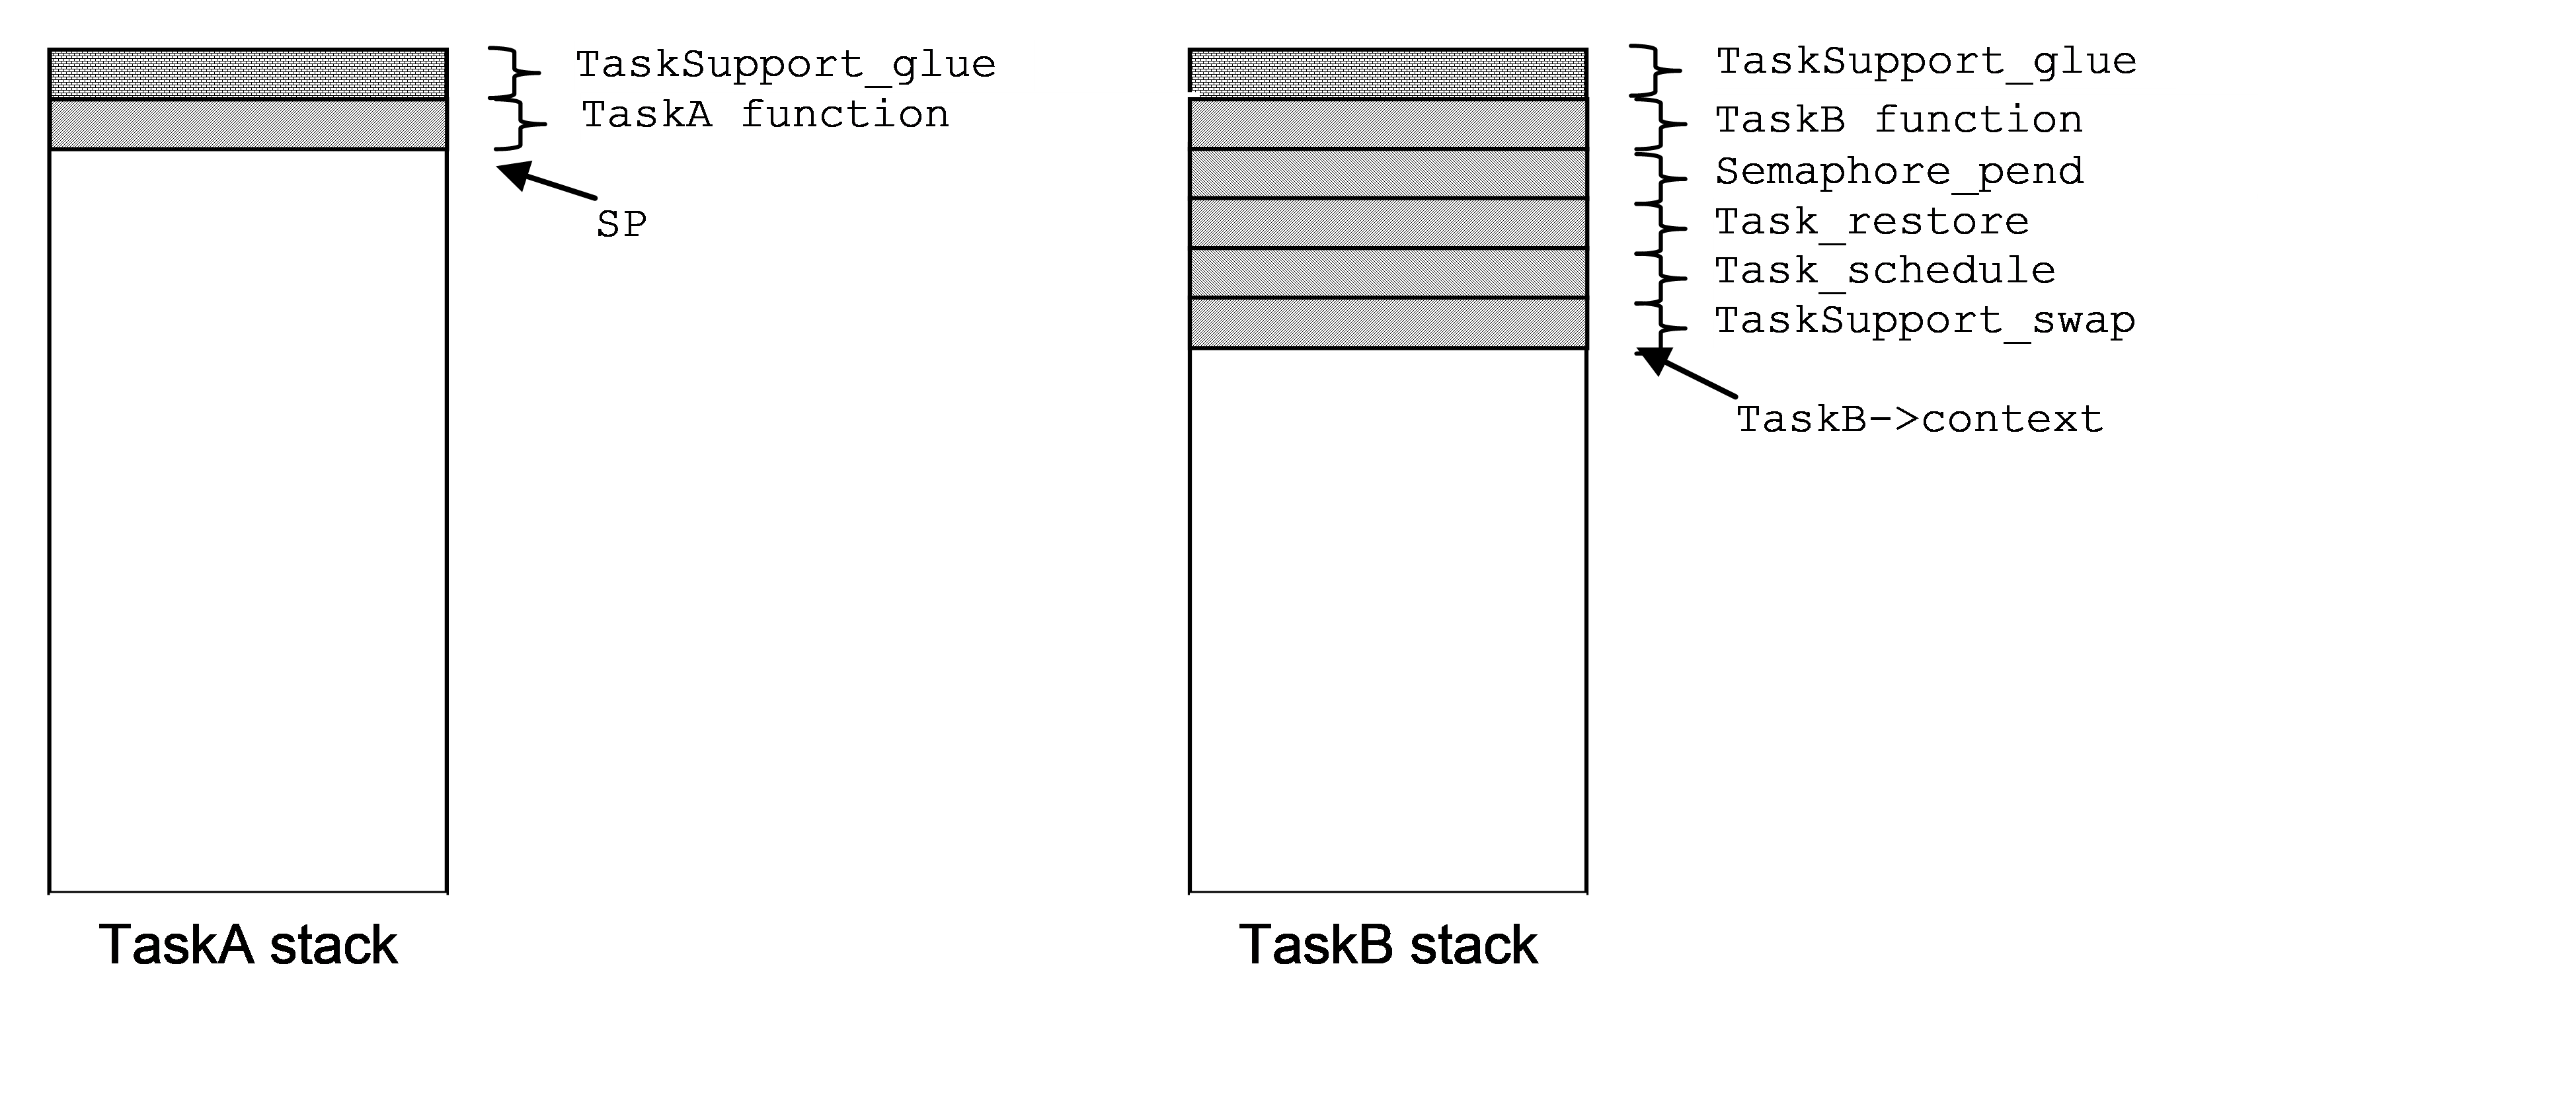 TaskSupport_glue
TaskA function
SP
TaskA stack
TaskSupport_glue
TaskB function
Semaphore_pend
Task_restore
Task_schedule
TaskSupport_swap
TaskB->context
TaskB stack